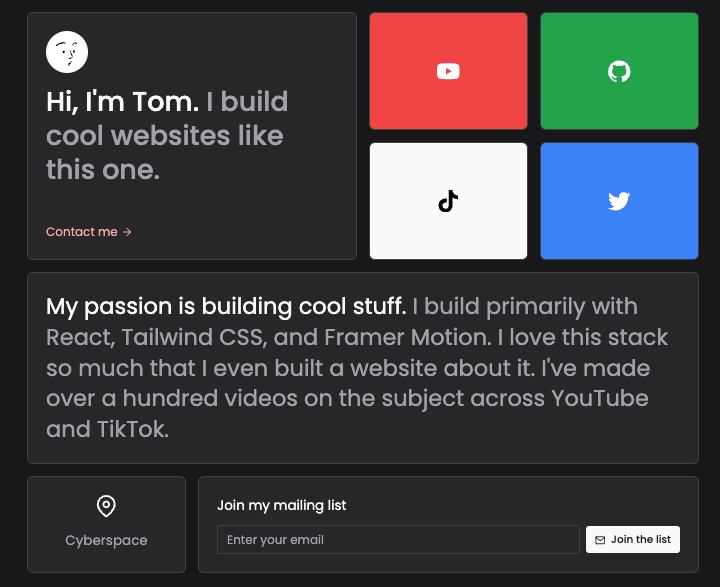 Hi, I'm Tom. I build
cool websites like
this one.
Contact me →
My passion is building cool stuff. I build primarily with
React, Tailwind CSS, and Framer Motion. I love this stack
so much that I even built a website about it. I've made
over a hundred videos on the subject across YouTube
and TikTok.
Cyberspace
Join my mailing list
Enter your email
Join the list